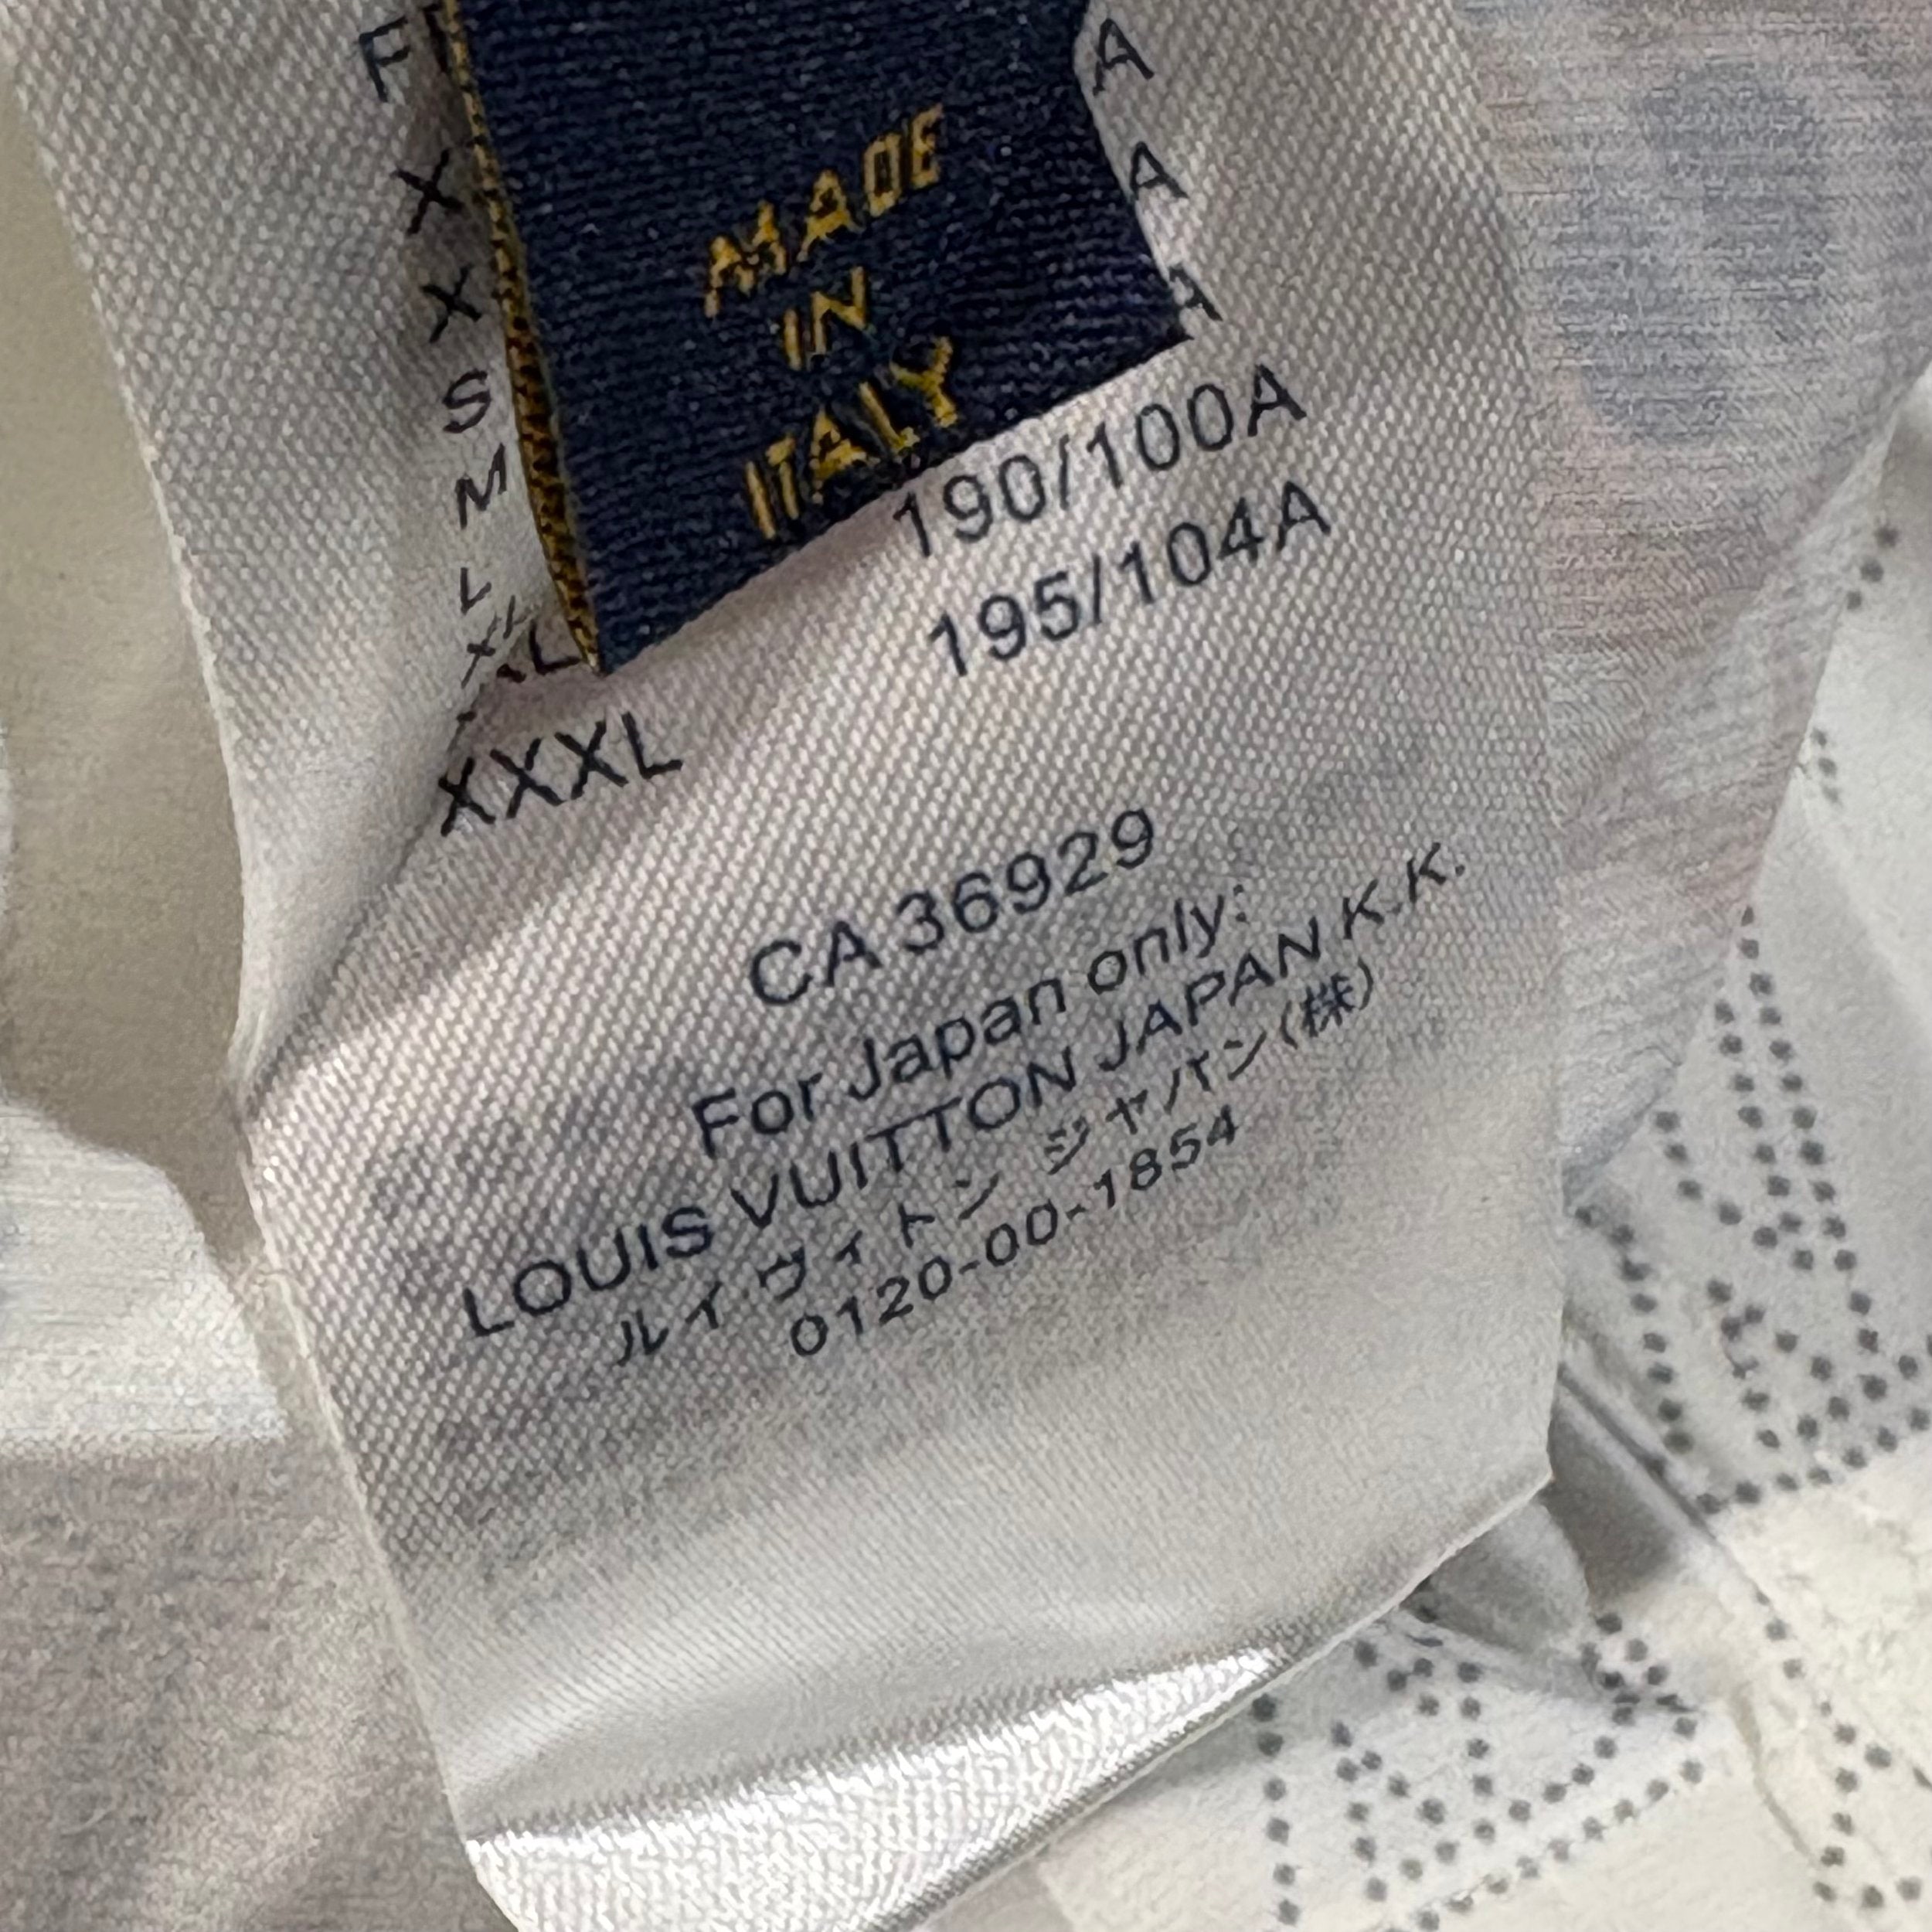 MADE
IN
ITALY
A
X
A
X
A
S
M
190/100A
L
195/104A
XL
XXXL
CA 36929
For Japan only:
LOUIS VUITTON JAPAN K.K.
ルイ ヴィトン ジャパン(株)
0120-00-1854